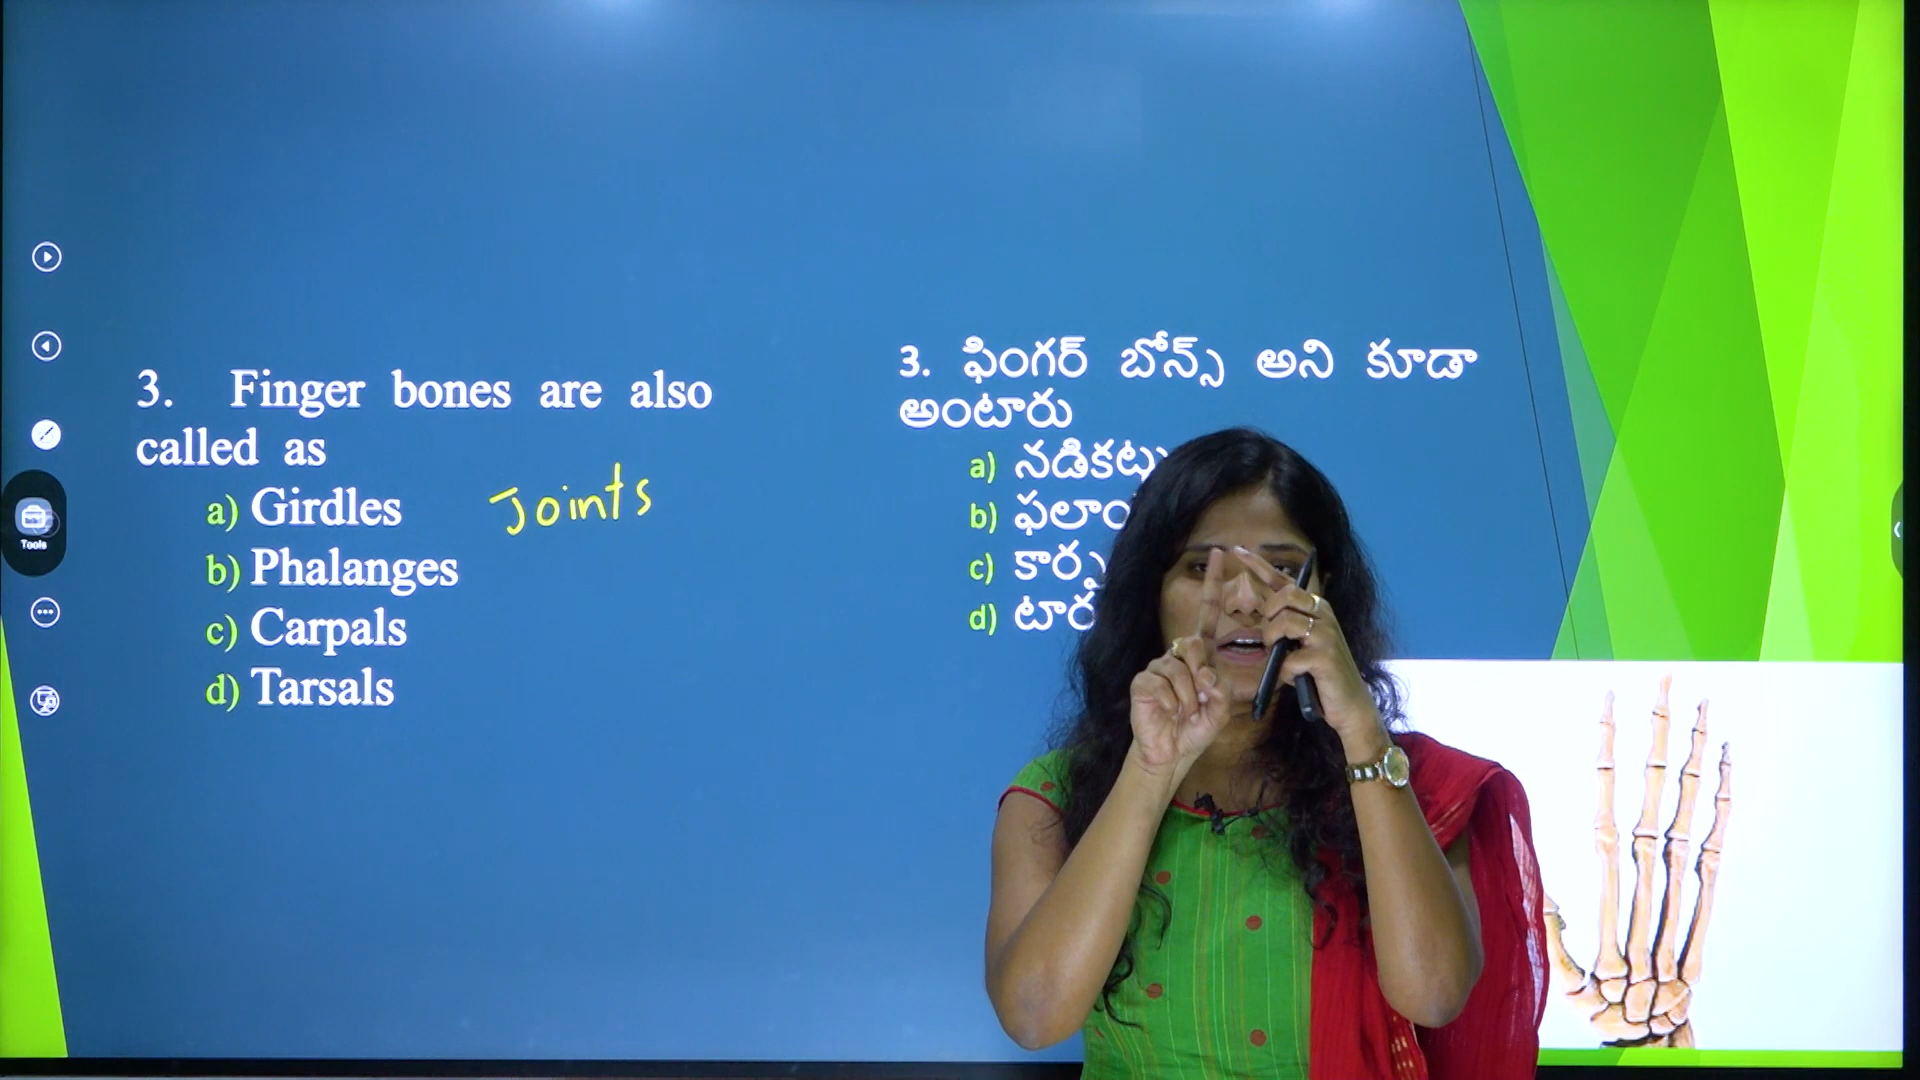 3. Finger bones are also
called as
a) Girdles
Joints
b) Phalanges
c) Carpals
d) Tarsals
3. ఫింగర్ బోన్స్ అని కూడా
అంటారు
a)
b)
c)
d)
Tools